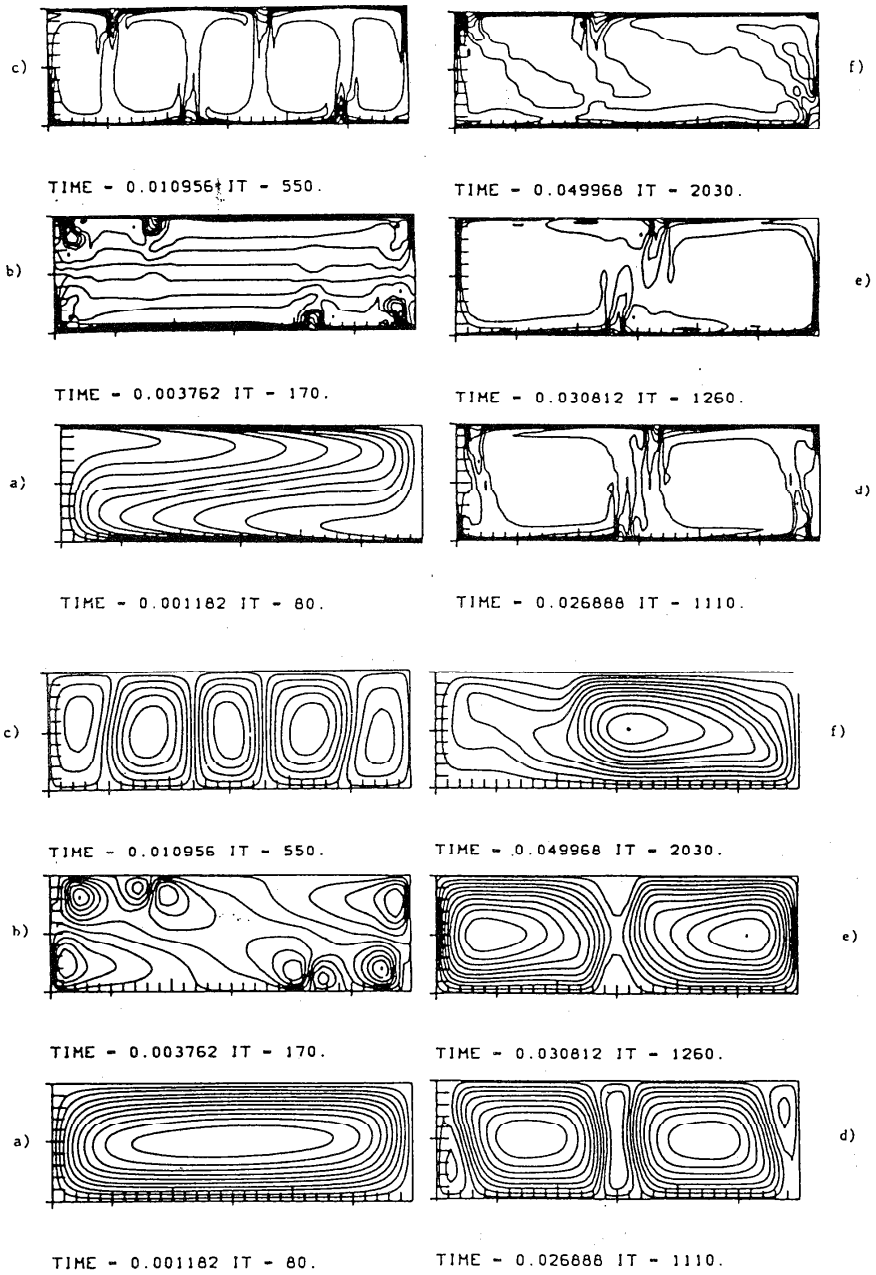 c)
f)
TIME - 0.010956 IT - 550.
TIME - 0.049968 IT - 2030.
b)
e)
TIME - 0.003762 IT - 170.
TIME - 0.030812 IT - 1260.
a)
d)
TIME - 0.001182 IT - 80.
TIME - 0.026888 IT - 1110.
c)
f)
TIME - 0.010956 IT - 550.
TIME - 0.049968 IT - 2030.
b)
e)
TIME - 0.003762 IT - 170.
TIME - 0.030812 IT - 1260.
a)
d)
TIME - 0.001182 IT - 80.
TIME - 0.026888 IT - 1110.